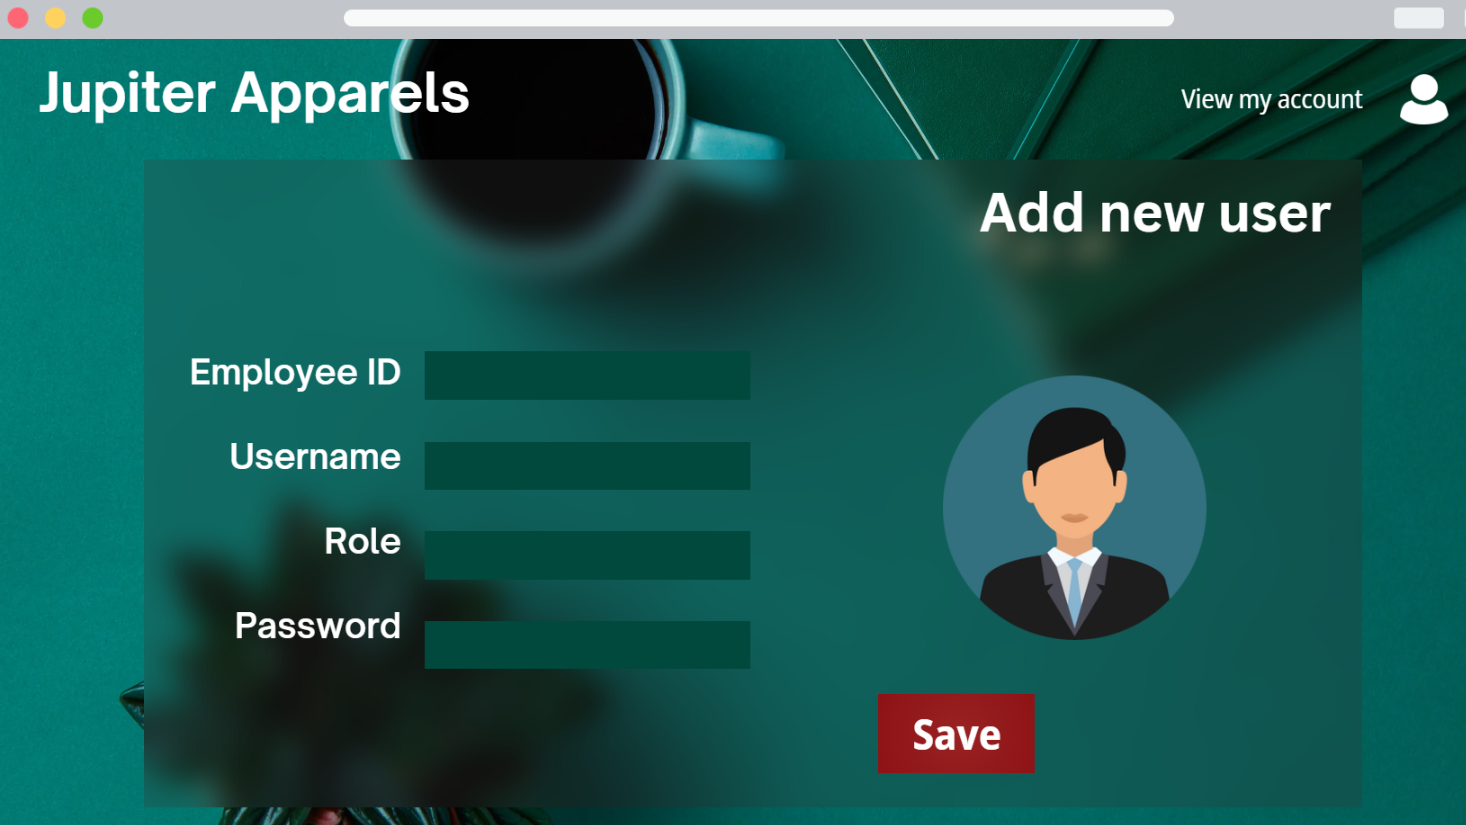 Jupiter Apparels
View my account
Add new user
Employee ID
Username
Role
Password
Save